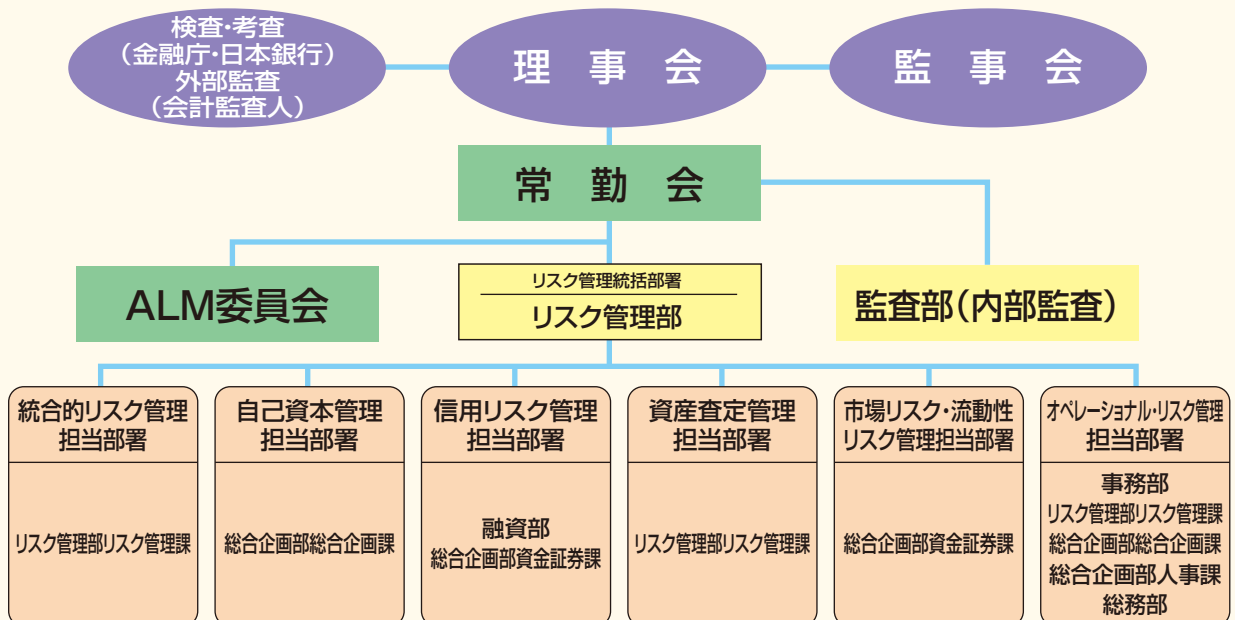 検査・考査
（金融庁・日本銀行）
外部監査
（会計監査人）
理事会
監事会
常勤会
ALM委員会
リスク管理統括部署
リスク管理部
監査部（内部監査）
統合的リスク管理
担当部署
リスク管理部リスク管理課
自己資本管理
担当部署
総合企画部総合企画課
信用リスク管理
担当部署
融資部
総合企画部資金証券課
資産査定管理
担当部署
リスク管理部リスク管理課
市場リスク・流動性
リスク管理担当部署
総合企画部資金証券課
オペレーショナル・リスク管理
担当部署
事務部
リスク管理部リスク管理課
総合企画部総合企画課
総合企画部人事課
総務部